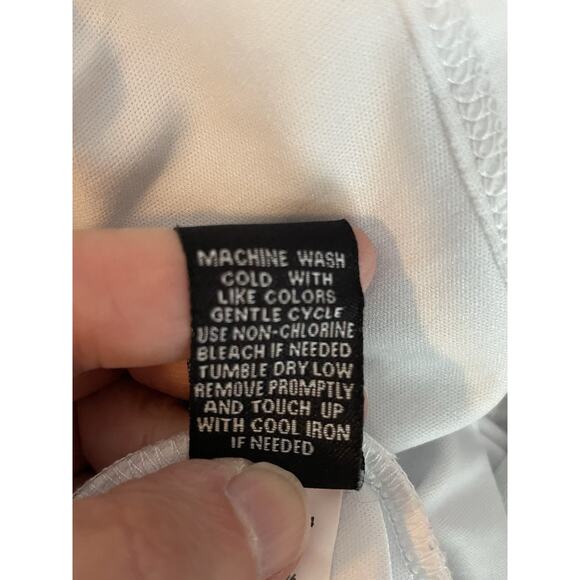 MACHINE WASH
COLD WITH
LIKE COLORS
GENTLE CYCLE
USE NON-CHLORINE
BLEACH IF NEEDED
TUMBLE DRY LOW
REMOVE PROMPTLY
AND TOUCH UP
WITH COOL IRON
IF NEEDED